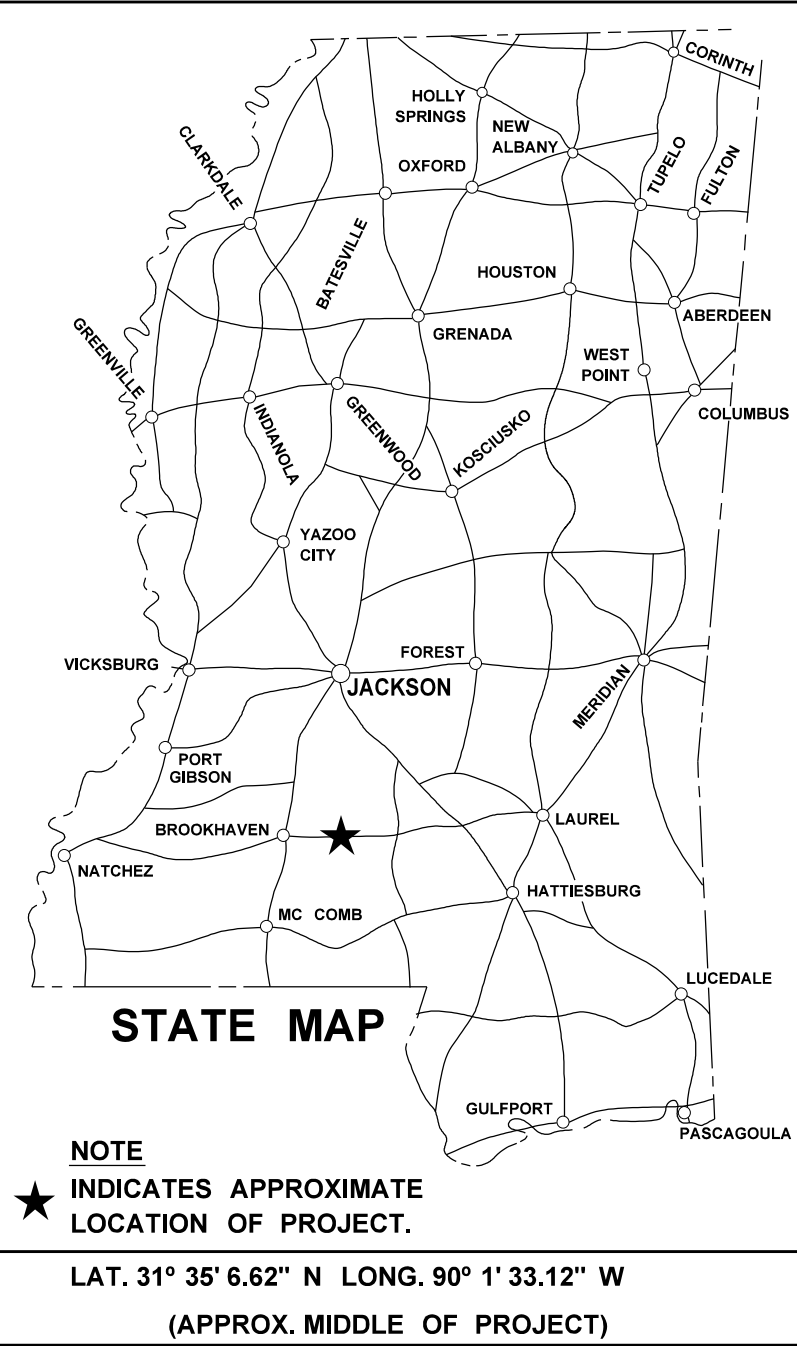 CORINTH
HOLLY
SPRINGS
NEW
ALBANY
CLARKDALE
OXFORD
TUPELO
FULTON
BATESVILLE
HOUSTON
ABERDEEN
GRENADA
GREENVILLE
WEST
POINT
COLUMBUS
INDIANOLA
GREENWOOD
KOSCIUSKO
YAZOO
CITY
VICKSBURG
FOREST
JACKSON
MERIDIAN
PORT
GIBSON
BROOKHAVEN
LAUREL
NATCHEZ
HATTIESBURG
MC COMB
LUCEDALE
STATE MAP
GULFPORT
PASCAGOULA
NOTE
INDICATES APPROXIMATE
LOCATION OF PROJECT.
LAT. 31º 35' 6.62" N LONG. 90º 1' 33.12" W
(APPROX. MIDDLE OF PROJECT)